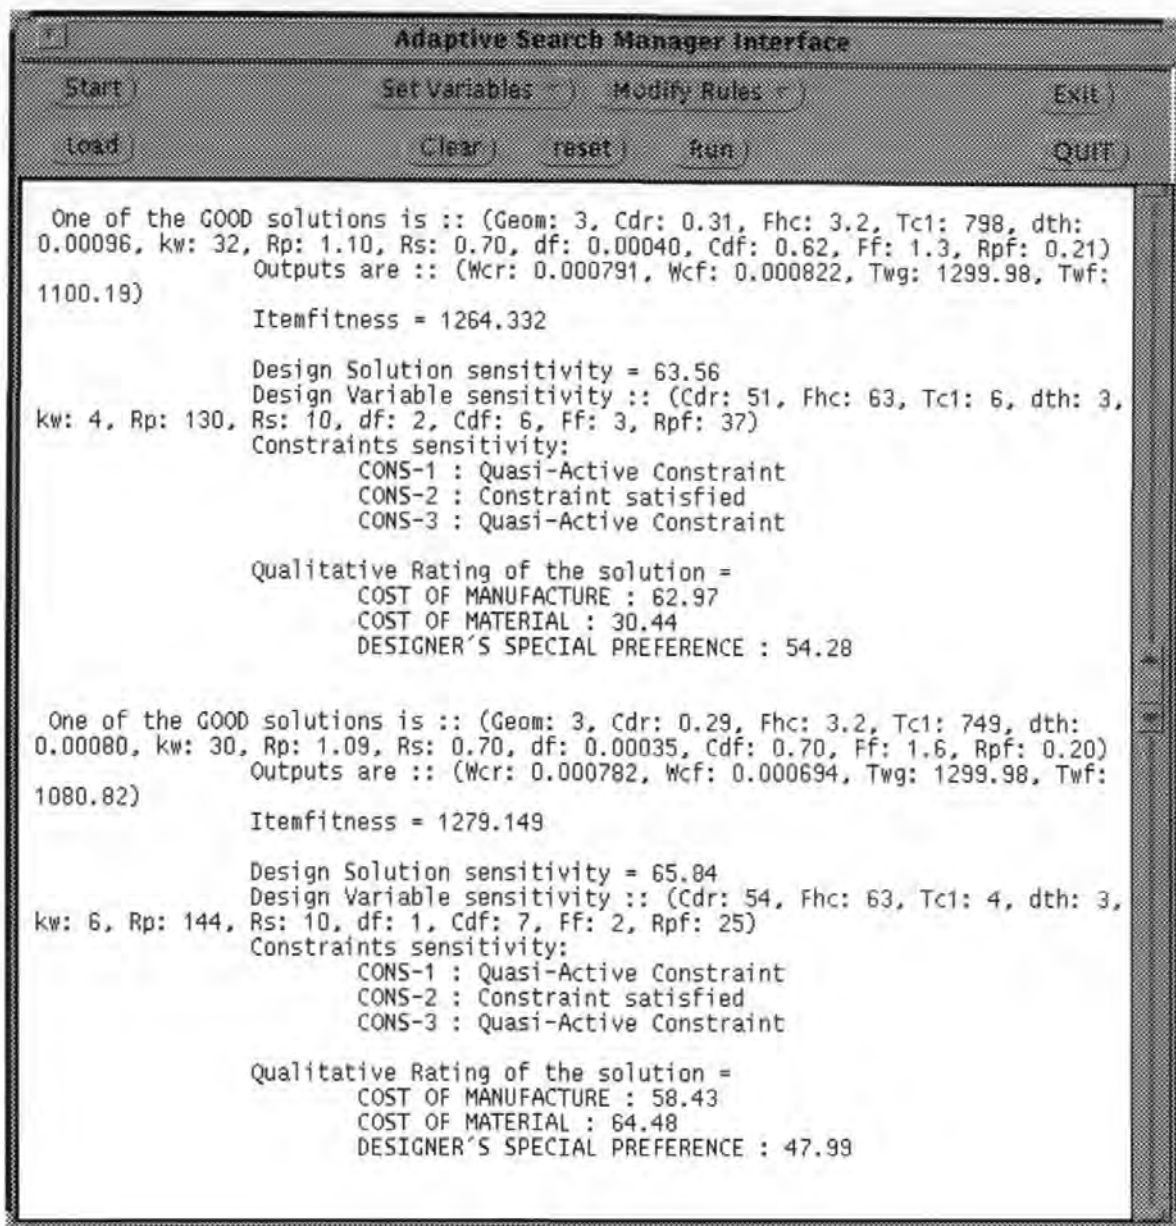 Adaptive Search Manager Interface
Start Set Variables Modify Rules Exit
Load Clear reset Run QUIT
One of the GOOD solutions is :: (Geom: 3, Cdr: 0.31, Fhc: 3.2, Tc1: 798, dth:
0.00096, kw: 32, Rp: 1.10, Rs: 0.70, df: 0.00040, Cdf: 0.62, Ff: 1.3, Rpf: 0.21)
Outputs are :: (Wcr: 0.000791, Wcf: 0.000822, Twg: 1299.98, Twf:
1100.19)
Itemfitness = 1264.332
Design Solution sensitivity = 63.56
Design Variable sensitivity :: (Cdr: 51, Fhc: 63, Tc1: 6, dth: 3,
kw: 4, Rp: 130, Rs: 10, df: 2, Cdf: 6, Ff: 3, Rpf: 37)
Constraints sensitivity:
CONS-1 : Quasi-Active Constraint
CONS-2 : Constraint satisfied
CONS-3 : Quasi-Active Constraint
Qualitative Rating of the solution =
COST OF MANUFACTURE : 62.97
COST OF MATERIAL : 30.44
DESIGNER'S SPECIAL PREFERENCE : 54.28
One of the GOOD solutions is :: (Geom: 3, Cdr: 0.29, Fhc: 3.2, Tc1: 749, dth:
0.00080, kw: 30, Rp: 1.09, Rs: 0.70, df: 0.00035, Cdf: 0.70, Ff: 1.6, Rpf: 0.20)
Outputs are :: (Wcr: 0.000782, Wcf: 0.000694, Twg: 1299.98, Twf:
1080.82)
Itemfitness = 1279.149
Design Solution sensitivity = 65.84
Design Variable sensitivity :: (Cdr: 54, Fhc: 63, Tc1: 4, dth: 3,
kw: 6, Rp: 144, Rs: 10, df: 1, Cdf: 7, Ff: 2, Rpf: 25)
Constraints sensitivity:
CONS-1 : Quasi-Active Constraint
CONS-2 : Constraint satisfied
CONS-3 : Quasi-Active Constraint
Qualitative Rating of the solution =
COST OF MANUFACTURE : 58.43
COST OF MATERIAL : 64.48
DESIGNER'S SPECIAL PREFERENCE : 47.99